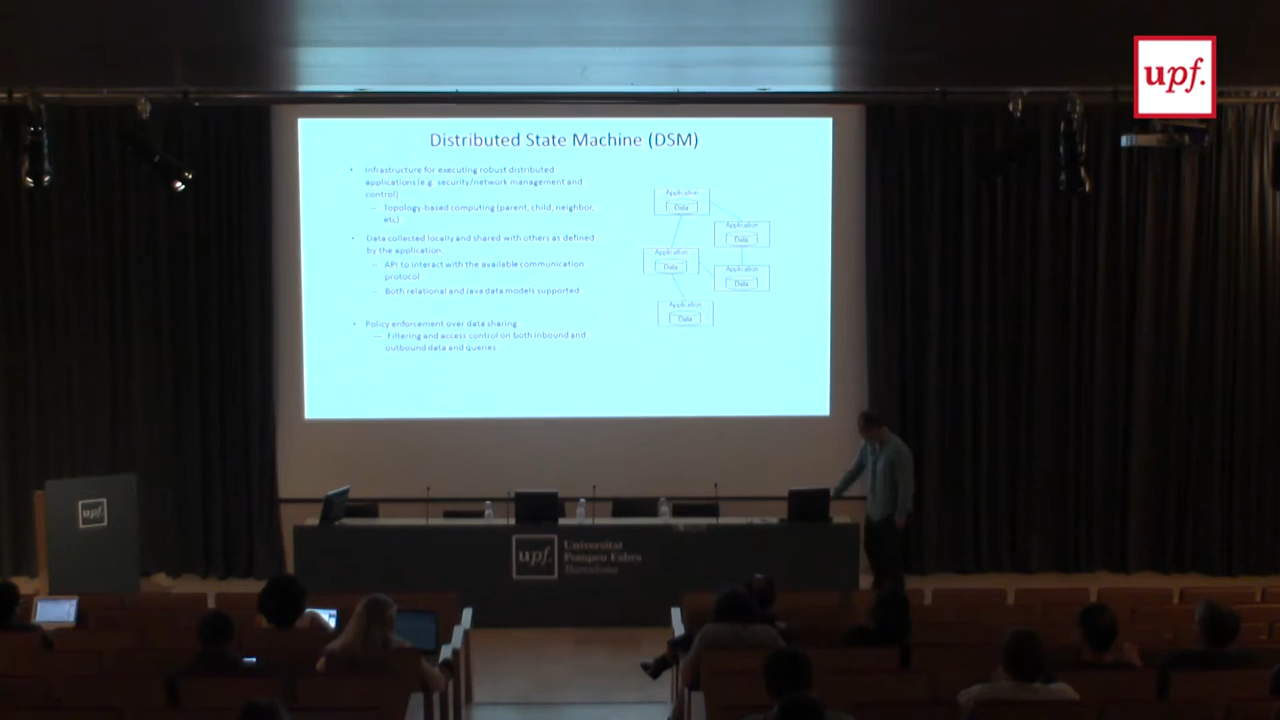 upf.
Distributed State Machine (DSM)
• Infrastructure for executing robust distributed
applications (e.g. security/network management and
control)
– Topology-based computing (parent, child, neighbor,
etc)
• Data collected locally and shared with others as defined
by the application
– API to interact with the available communication
protocol
– Both relational and Java data models supported
• Policy enforcement over data sharing
— Filtering and access control on both inbound and
outbound data and queries
Application
Data
Application
Data
Application
Data
Application
Data
Application
Data
upf.
upf.
Universitat
Pompeu Fabra
Barcelona